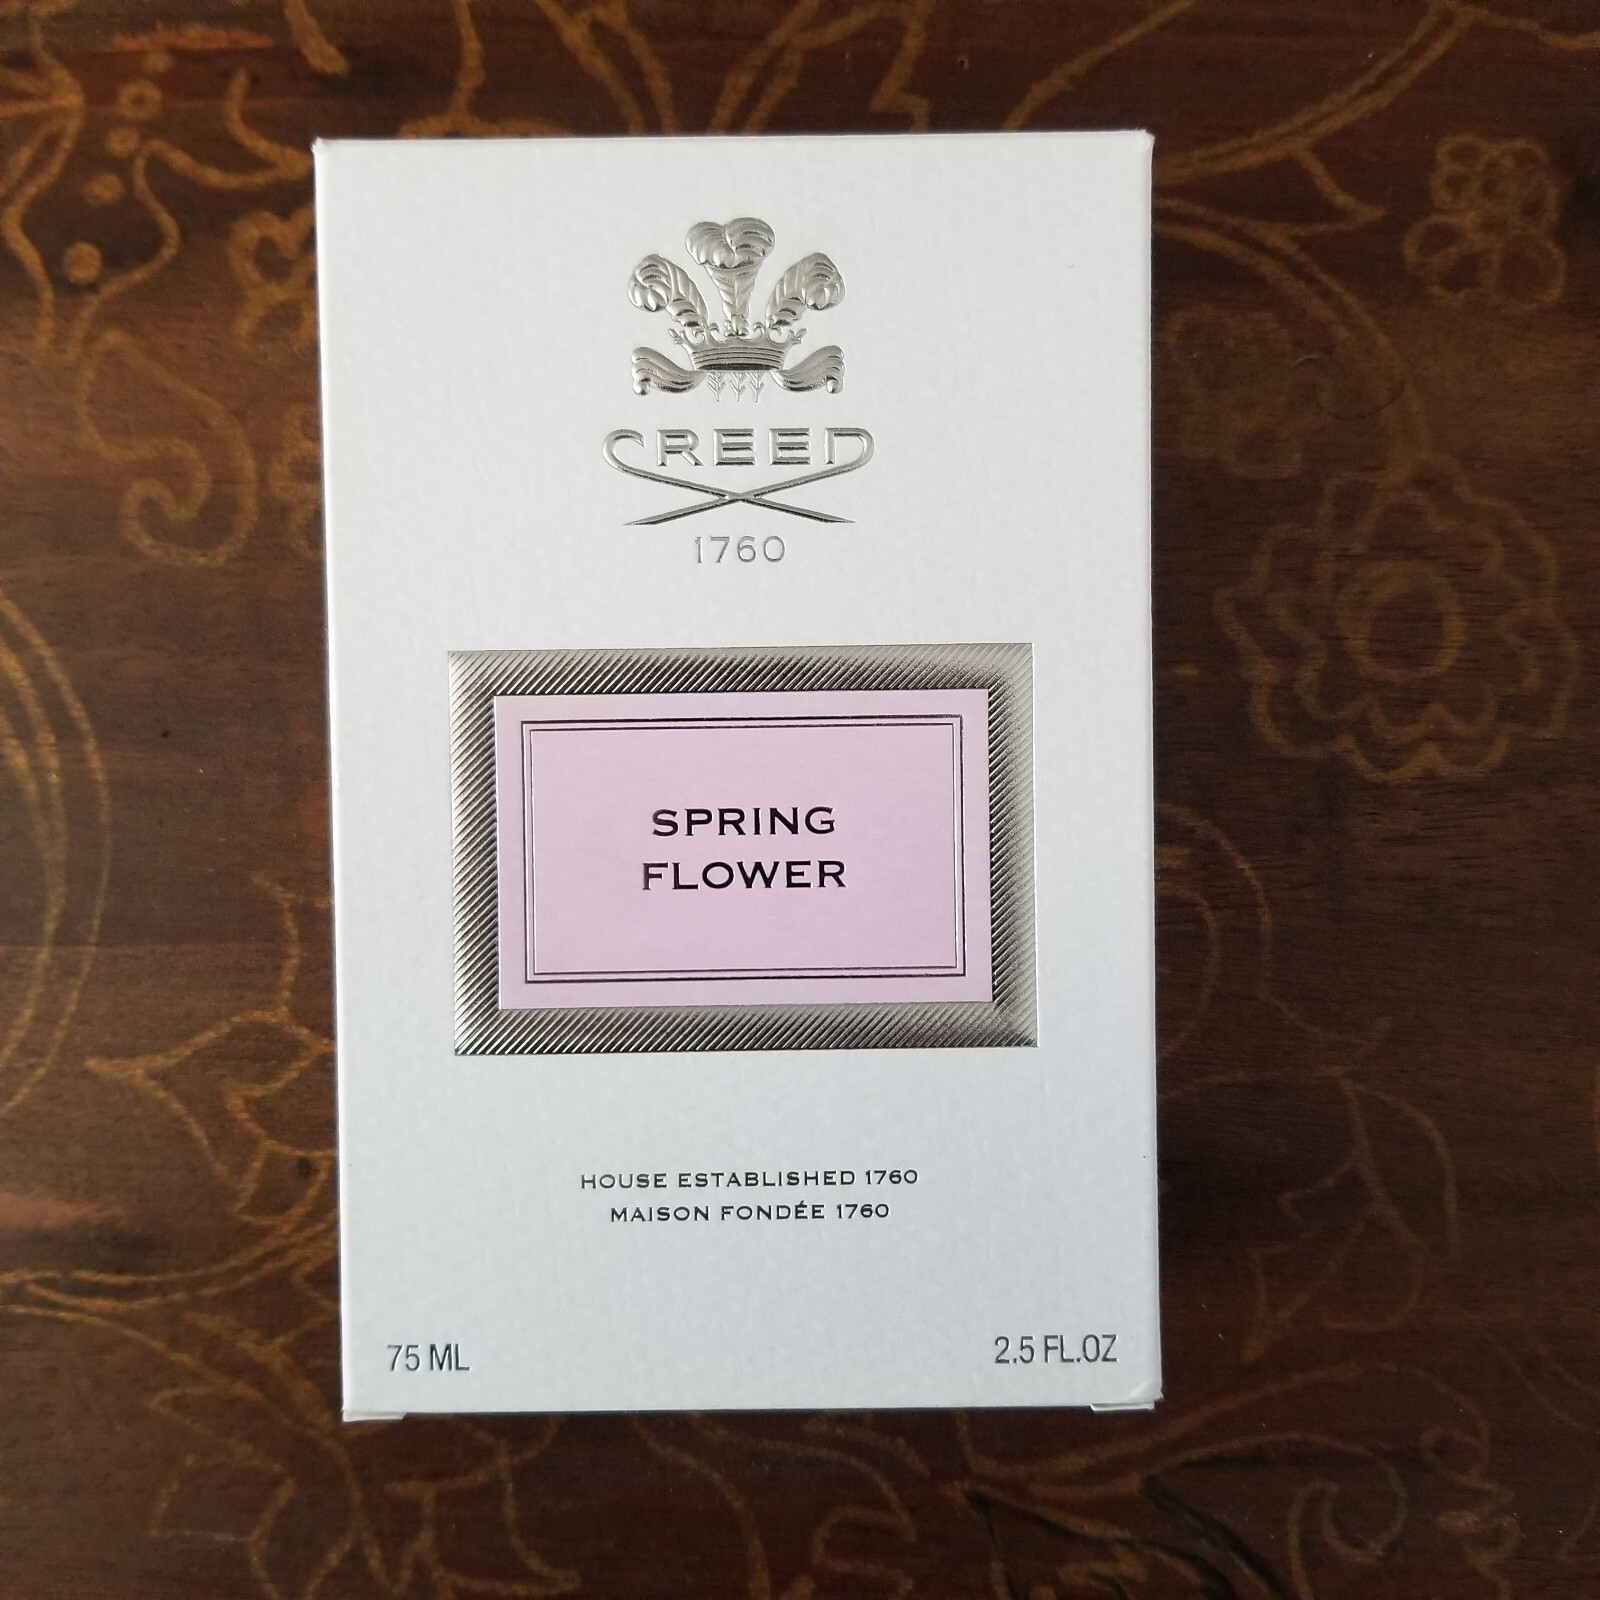 CREED
1760
SPRING
FLOWER
HOUSE ESTABLISHED 1760
MAISON FONDÉE 1760
75 ML
2.5 FL.OZ